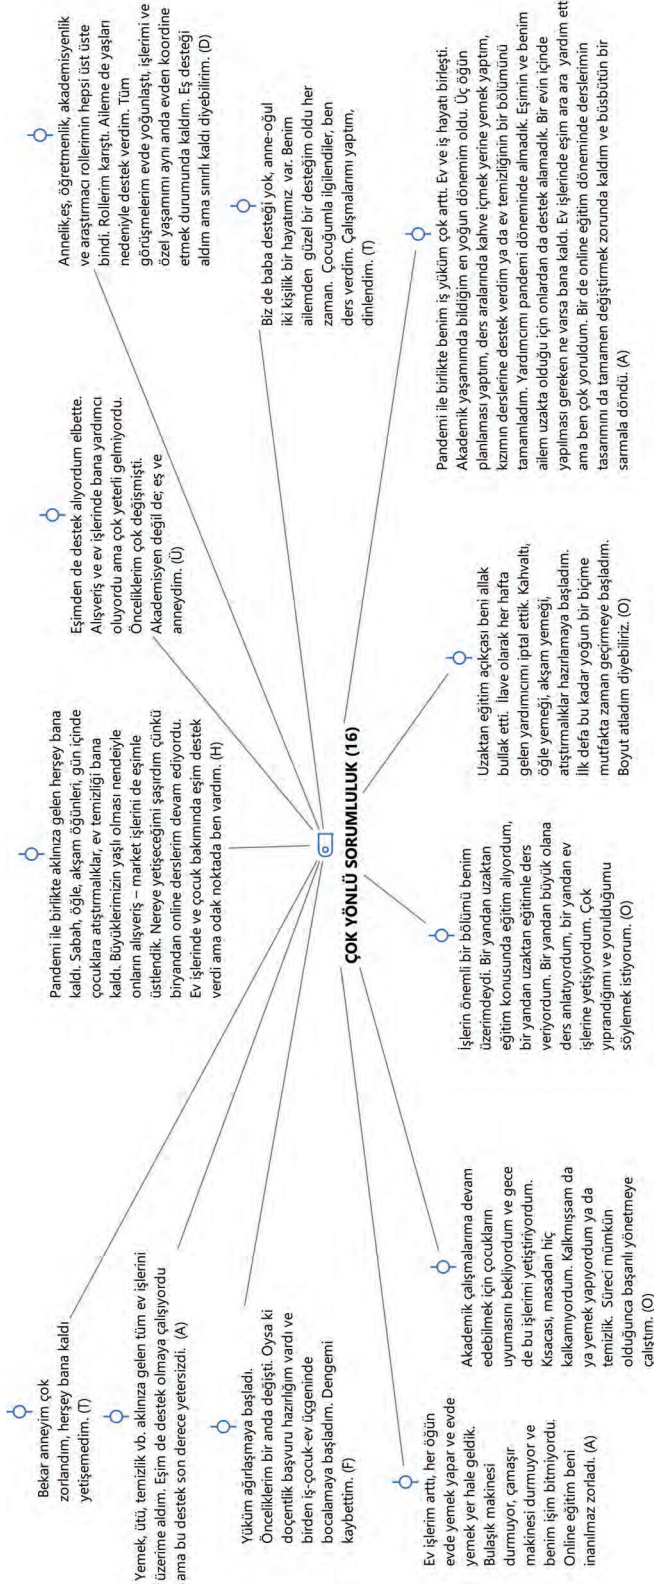 Bekar anneyim çok
zorlandım, herşey bana kaldı
yetişemedim. (T)
Yemek, ütü, temizlik vb. aklınıza gelen tüm ev işlerini
üzerime aldım. Eşim de destek olmaya çalışıyordu
ama bu destek son derece yetersizdi.  (A)
Yüküm ağırlaşmaya başladı.
Önceliklerim bir anda değişti. Oysa ki
doçentlik başvuru hazırlığım vardı ve
birden iş-çocuk-ev üçgeninde
bocalamaya başladım. Dengemi
kaybettim. (F)
Ev işlerim arttı, her öğün
evde yemek yapar ve evde
yemek yer hale geldik.
Bulaşık makinesi
durmuyor, çamaşır
makinesi durmuyor ve
benim işim bitmiyordu.
Online eğitim beni
inanılmaz zorladı. (A)
Pandemi ile birlikte aklınıza gelen herşey bana
kaldı. Sabah, öğle, akşam öğünleri, gün içinde
çocuklara atıştırmalıklar, ev temizliği bana
kaldı. Büyüklerimizin yaşlı olması nendeiyle
onların alışveriş – market işlerini de eşimle
üstlendik. Nereye yetişeceğimi şaşırdım çünkü
biryandan online derslerim devam ediyordu.
Ev işlerinde ve çocuk bakımında eşim destek
verdi ama odak noktada ben vardım. (H)
ÇOK YÖNLÜ SORUMLULUK (16)
Akademik çalışmalarıma devam
edebilmek için çocukların
uyumasını bekliyordum ve gece
de bu işlerimi yetiştiriyordum.
Kısacası, masadan hiç
kalkamıyordum. Kalkmışsam da
ya yemek yapıyordum ya da
temizlik.  Süreci mümkün
olduğunca başarılı yönetmeye
çalıştım. (O)
İşlerin önemli bir bölümü benim
üzerimdeydi. Bir yandan uzaktan
eğitim konusunda eğitim alıyordum,
bir yandan uzaktan eğitimle ders
veriyordum. Bir yandan büyük olana
ders anlatıyordum, bir yandan ev
işlerine yetişiyordum. Çok
yıprandığımı ve yorulduğumu
söylemek istiyorum. (O)
Uzaktan eğitim açıkçası beni allak
bullak etti.  İlave olarak her hafta
gelen yardımcımı iptal ettik. Kahvaltı,
öğle yemeği, akşam yemeği,
atıştırmalıklar hazırlamaya başladım.
İlk defa bu kadar yoğun bir biçime
mutfakta zaman geçirmeye başladım.
Boyut atladım diyebiliriz. (O)
Eşimden de destek alıyordum elbette.
Alışveriş ve ev işlerinde bana yardımcı
oluyordu ama çok yeterli gelmiyordu.
Önceliklerim çok değişmişti.
Akademisyen değil de; eş ve
anneydim. (Ü)
Annelik,eş, öğretmenlik, akademisyenlik
ve araştırmacı rollerimin hepsi üst üste
bindi. Rollerim karıştı. Aileme de yaşları
nedeniyle destek verdim. Tüm
görüşmelerim evde yoğunlaştı, işlerimi ve
özel yaşamımı aynı anda evden koordine
etmek durumunda kaldım. Eş desteği
aldım ama sınırlı kaldı diyebilirim. (D)
Biz de baba desteği yok, anne-oğul
iki kişilik bir hayatımız  var. Benim
ailemden  güzel bir desteğim oldu her
zaman.  Çocuğumla ilgilendiler, ben
ders verdim. Çalışmalarımı yaptım,
dinlendim. (T)
Pandemi ile birlikte benim iş yüküm çok arttı. Ev ve iş hayatı birleşti.
Akademik yaşamımda bildiğim en yoğun dönemim oldu. Üç öğün
planlaması yaptım, ders aralarında kahve içmek yerine yemek yaptım,
kızımın derslerine destek verdim ya da ev temizliğinin bir bölümünü
tamamladım. Yardımcımı pandemi döneminde almadık. Eşimin ve benim
ailem uzakta olduğu için onlardan da destek alamadık. Bir evin içinde
yapılması gereken ne varsa bana kaldı. Ev işlerinde eşim ara ara  yardım ett
ama ben çok yoruldum. Bir de online eğitim döneminde derslerimin
tasarımını da tamamen değiştirmek zorunda kaldım ve büsbütün bir
sarmala döndü. (A)